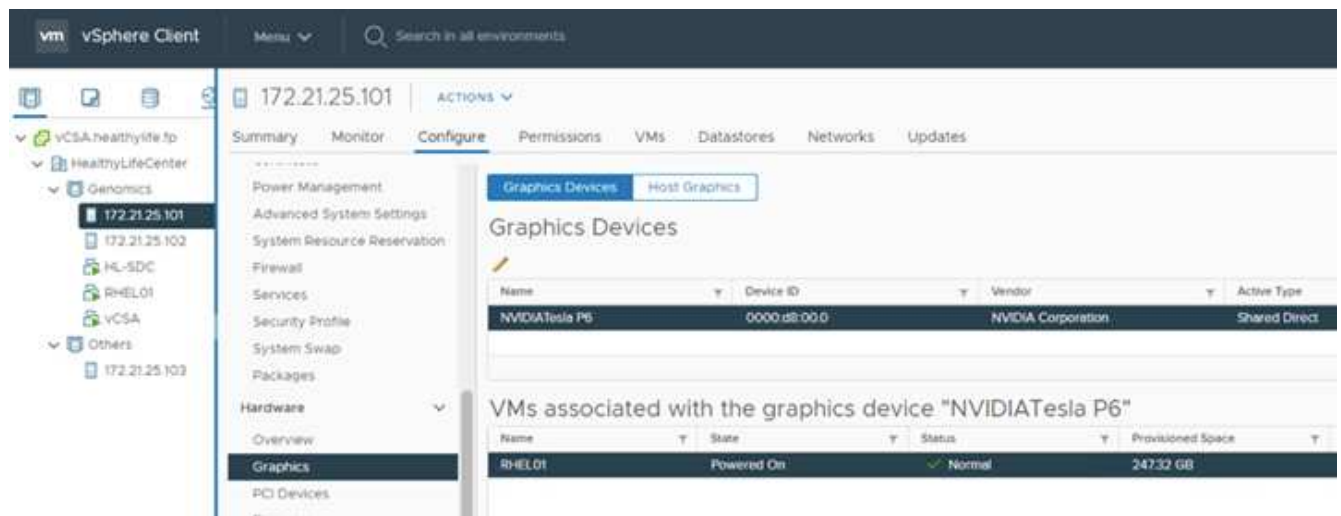 vm vSphere Client Menu Search in all environments
172.21.25.101 ACTIONS
Summary Monitor Configure Permissions VMs Datastores Networks Updates
vCSA.healthylife.fp
HealthyLifeCenter
Genomics
172.21.25.101
172.21.25.102
HL-SDC
RHEL01
vCSA
Others
172.21.25.103
Power Management
Advanced System Settings
System Resource Reservation
Firewall
Services
Security Profile
System Swap
Packages
Hardware
Overview
Graphics
PCI Devices
Graphics Devices Host Graphics
Graphics Devices
Name Device ID Vendor Active Type
NVIDIATesla P6 0000:d8:00.0 NVIDIA Corporation Shared Direct
VMs associated with the graphics device "NVIDIATesla P6"
Name State Status Provisioned Space
RHEL01 Powered On Normal 247.32 GB